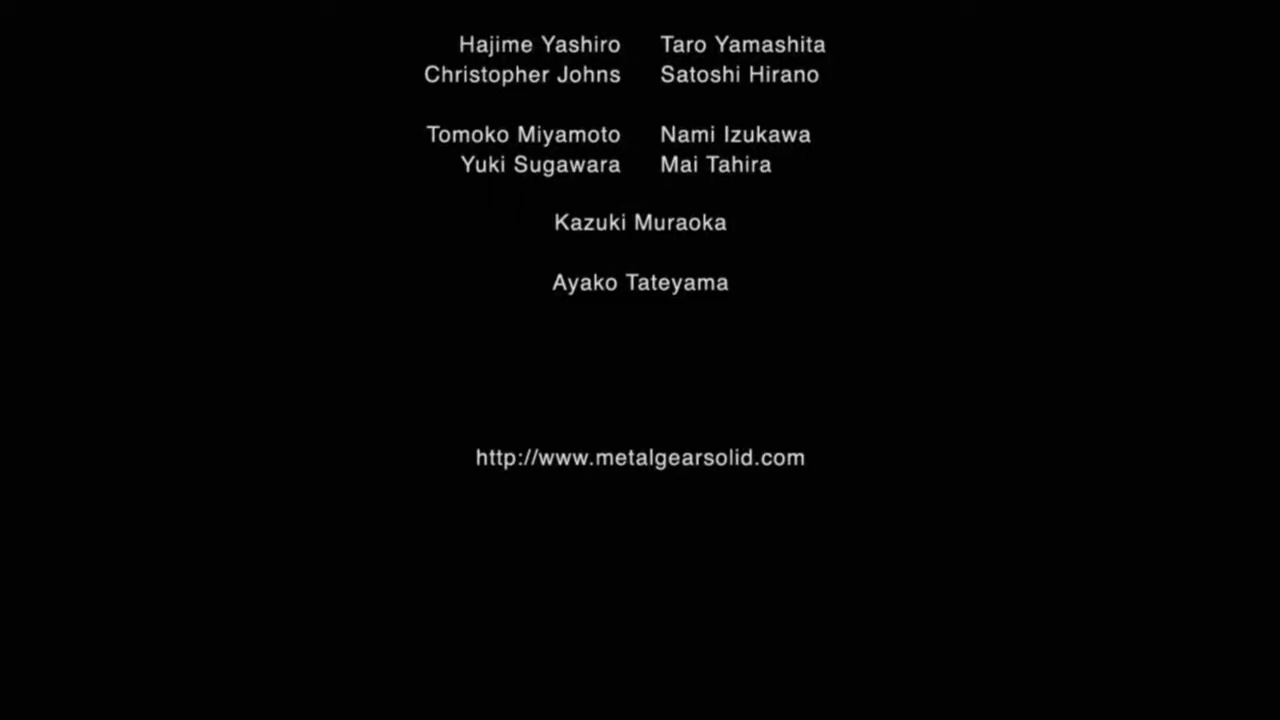 Hajime Yashiro Taro Yamashita
Christopher Johns Satoshi Hirano
Tomoko Miyamoto Nami Izukawa
Yuki Sugawara Mai Tahira
Kazuki Muraoka
Ayako Tateyama
http://www.metalgearsolid.com